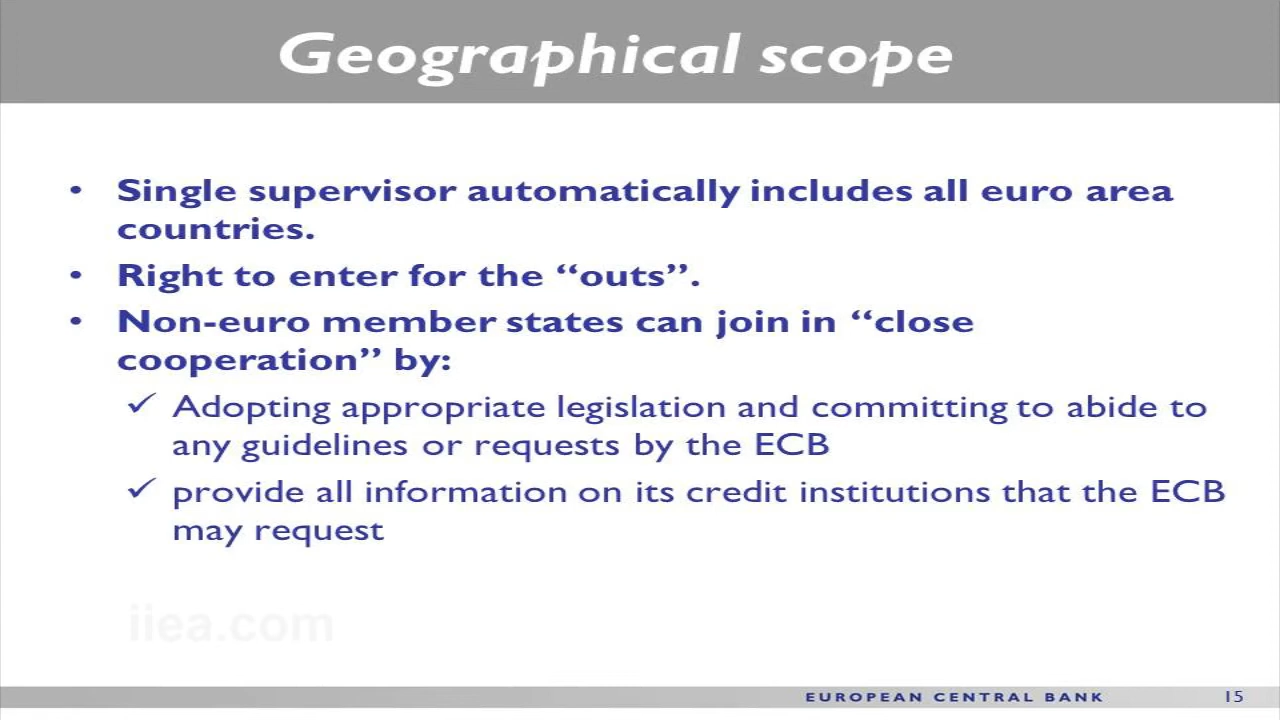 Geographical scope
• Single supervisor automatically includes all euro area
countries.
• Right to enter for the “outs”.
• Non-euro member states can join in “close
cooperation” by:
✓ Adopting appropriate legislation and committing to abide to
any guidelines or requests by the ECB
✓ provide all information on its credit institutions that the ECB
may request
iiea.com
EUROPEAN CENTRAL BANK 15